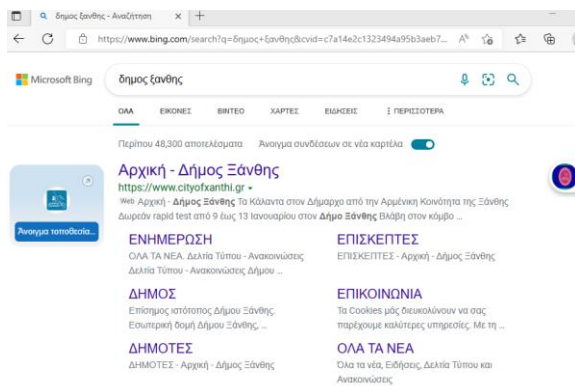 δημος ξανθης - Αναζήτηση
https://www.bing.com/search?q=δημος+ξανθης&cvid=c7a14e2c1323494a95b3aeb7...
Microsoft Bing
δημος ξανθης
ΟΛΑ ΕΙΚΟΝΕΣ ΒΙΝΤΕΟ ΧΑΡΤΕΣ ΕΙΔΗΣΕΙΣ ΠΕΡΙΣΣΟΤΕΡΑ
Περίπου 48,300 αποτελέσματα Άνοιγμα συνδέσεων σε νέα καρτέλα
Αρχική - Δήμος Ξάνθης
https://www.cityofxanthi.gr
Web Αρχική - Δήμος Ξάνθης Τα Κάλαντα στον Δήμαρχο από την Αρμένικη Κοινότητα της Ξάνθης
Δωρεάν rapid test από 9 έως 13 Ιανουαρίου στον Δήμο Ξάνθης Βλάβη στον κόμβο ...
Άνοιγμα τοποθεσία...
ΕΝΗΜΕΡΩΣΗ
ΟΛΑ ΤΑ ΝΕΑ. Δελτία Τύπου - Ανακοινώσεις
Δελτία Τύπου - Ανακοινώσεις Δήμου ...
ΕΠΙΣΚΕΠΤΕΣ
ΕΠΙΣΚΕΠΤΕΣ - Αρχική - Δήμος Ξάνθης
ΔΗΜΟΣ
Επίσημος ιστότοπος Δήμου Ξάνθης.
Εσωτερική δομή Δήμου Ξάνθης, ...
ΕΠΙΚΟΙΝΩΝΙΑ
Τα Cookies μάς διευκολύνουν να σας
παρέχουμε καλύτερες υπηρεσίες. Με τη ...
ΔΗΜΟΤΕΣ
ΔΗΜΟΤΕΣ - Αρχική - Δήμος Ξάνθης
ΟΛΑ ΤΑ ΝΕΑ
Όλα τα νέα, Ειδήσεις, Δελτία Τύπου και
Ανακοινώσεις